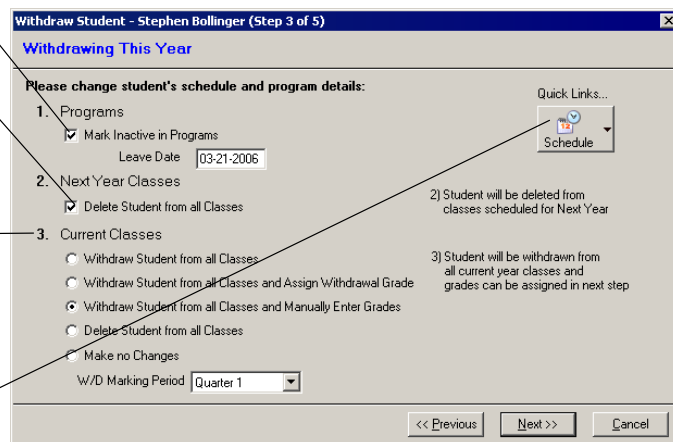 Withdraw Student - Stephen Bollinger (Step 3 of 5)
Withdrawing This Year
Please change student's schedule and program details:
Quick Links...
1. Programs
Mark Inactive in Programs
Schedule
Leave Date 03-21-2006
2. Next Year Classes
Delete Student from all Classes
2) Student will be deleted from
classes scheduled for Next Year
3. Current Classes
Withdraw Student from all Classes
Withdraw Student from all Classes and Assign Withdrawal Grade
Withdraw Student from all Classes and Manually Enter Grades
Delete Student from all Classes
Make no Changes
3) Student will be withdrawn from
all current year classes and
grades can be assigned in next step
W/D Marking Period Quarter 1
<< Previous Next >> Cancel